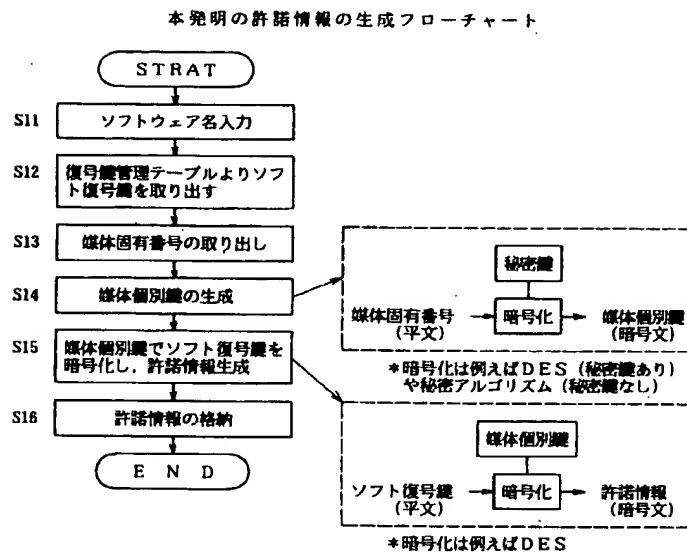 本発明の許諾情報の生成フローチャート
STRAT
S11
ソフトウェア名入力
S12
復号鍵管理テーブルよりソフ
ト復号鍵を取り出す
S13
媒体固有番号の取り出し
S14
媒体個別鍵の生成
S15
媒体個別鍵でソフト復号鍵を
暗号化し，許諾情報生成
S16
許諾情報の格納
END
秘密鍵
媒体固有番号
(平文)
暗号化
媒体個別鍵
(暗号文)
*暗号化は例えばDES (秘密鍵あり)
や秘密アルゴリズム (秘密鍵なし)
媒体個別鍵
ソフト復号鍵
(平文)
暗号化
許諾情報
(暗号文)
*暗号化は例えばDES